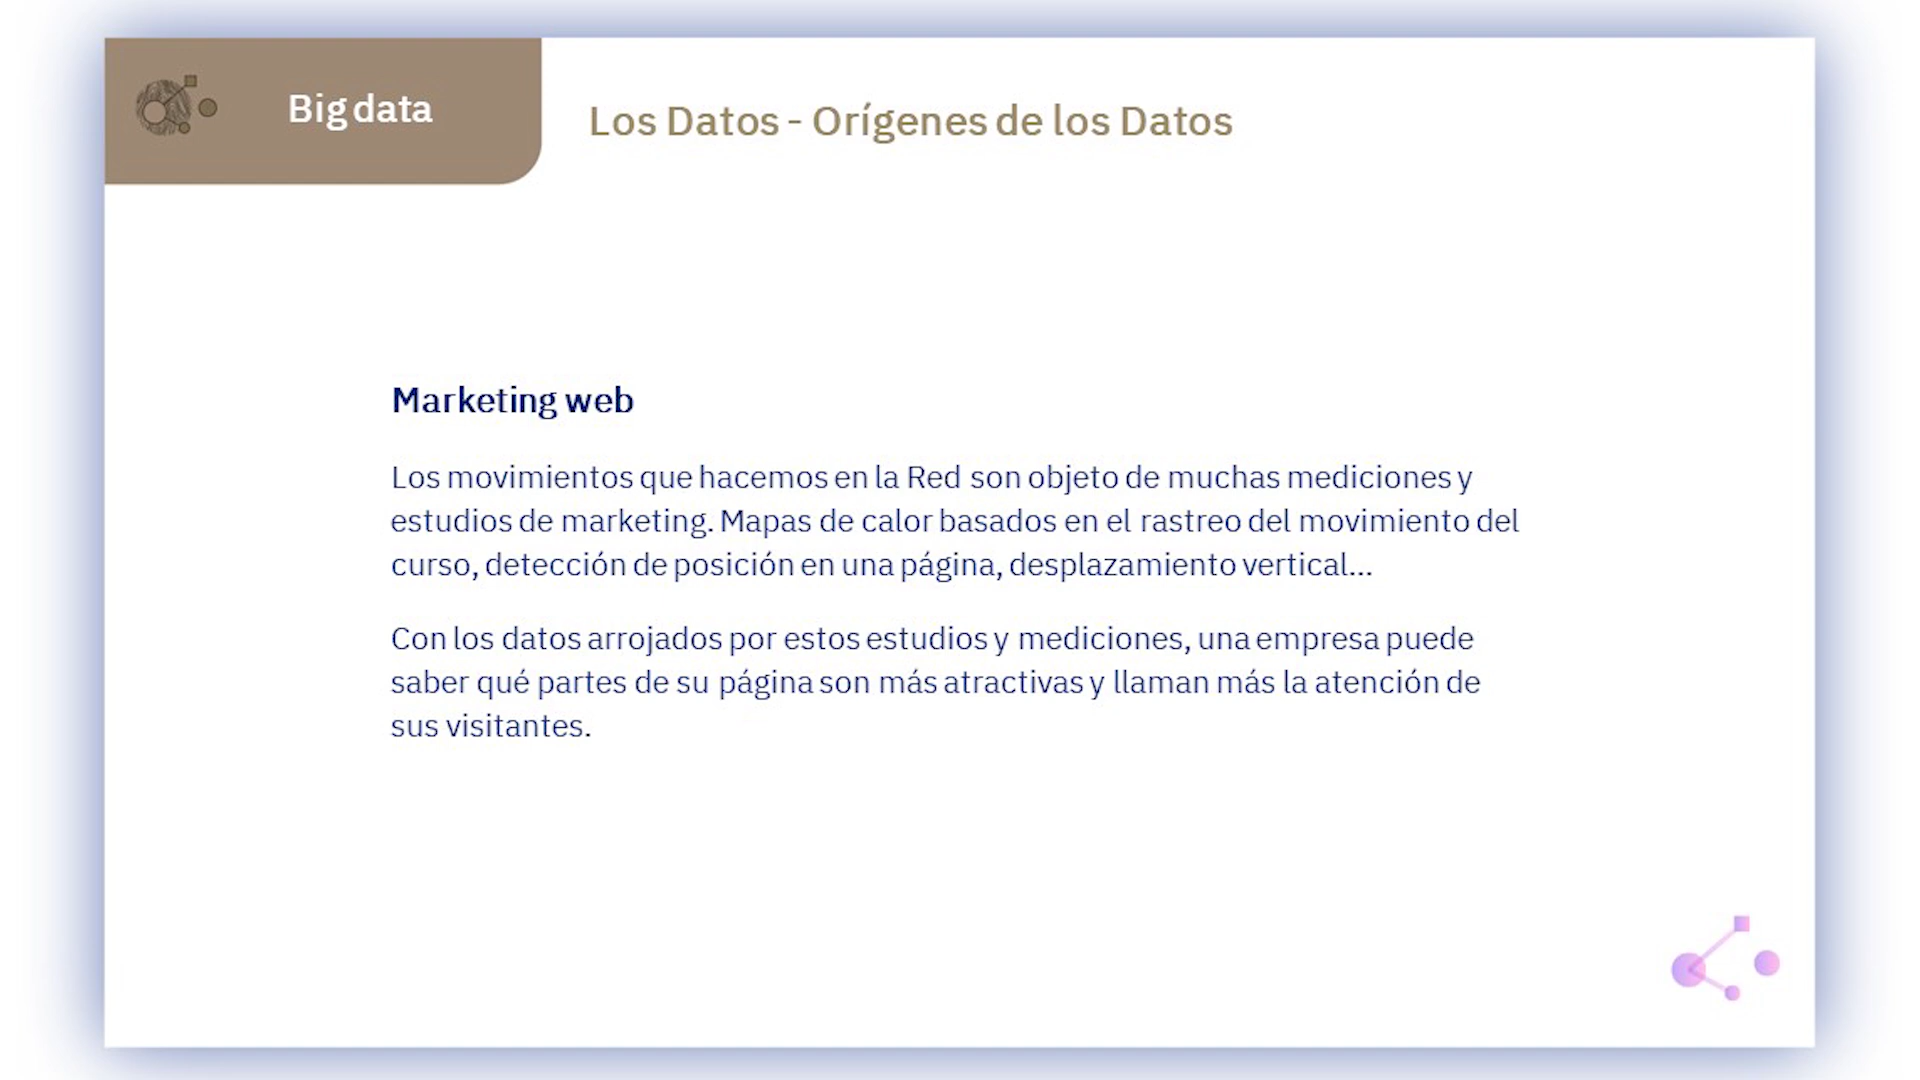 Big data
Los Datos - Orígenes de los Datos
Marketing web
Los movimientos que hacemos en la Red son objeto de muchas mediciones y
estudios de marketing. Mapas de calor basados en el rastreo del movimiento del
curso, detección de posición en una página, desplazamiento vertical...
Con los datos arrojados por estos estudios y mediciones, una empresa puede
saber qué partes de su página son más atractivas y llaman más la atención de
sus visitantes.